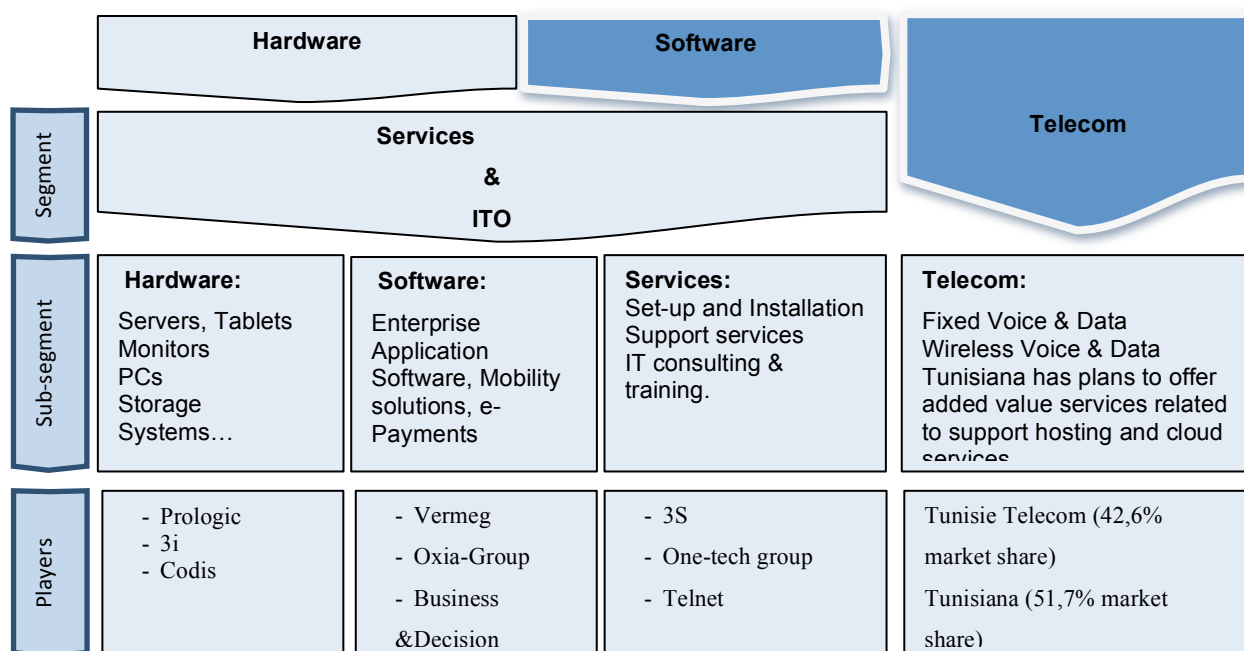 Hardware
Software
Telecom
Segment
Services
&
ITO
Sub-segment
Hardware:
Servers, Tablets
Monitors
PCs
Storage
Systems…
Software:
Enterprise
Application
Software, Mobility
solutions, e-
Payments
Services:
Set-up and Installation
Support services
IT consulting &
training.
Telecom:
Fixed Voice & Data
Wireless Voice & Data
Tunisiana has plans to offer
added value services related
to support hosting and cloud
services
Players
- Prologic
- 3i
- Codis
- Vermeg
- Oxia-Group
- Business
&Decision
- 3S
- One-tech group
- Telnet
Tunisie Telecom (42,6%
market share)
Tunisiana (51,7% market
share)